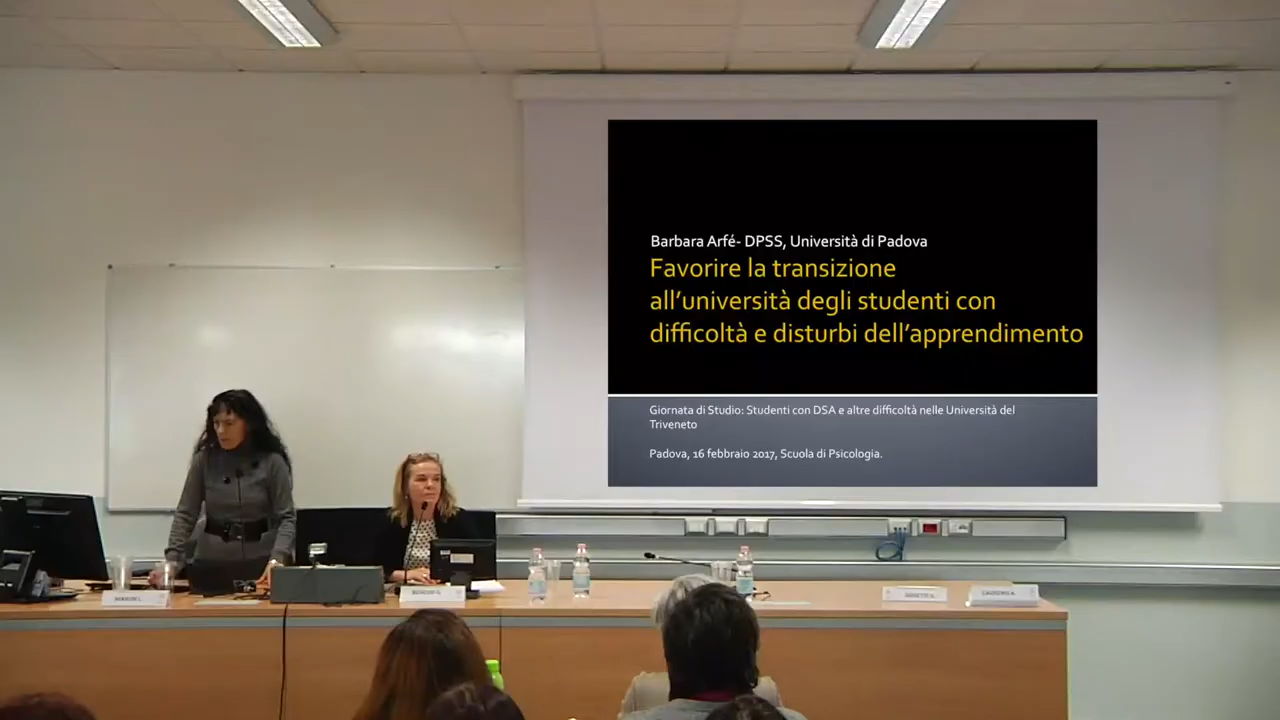 Barbara Arfé- DPSS, Università di Padova
Favorire la transizione
all’università degli studenti con
difficoltà e disturbi dell’apprendimento
Giornata di Studio: Studenti con DSA e altre difficoltà nelle Università del
Triveneto
Padova, 16 febbraio 2017, Scuola di Psicologia.